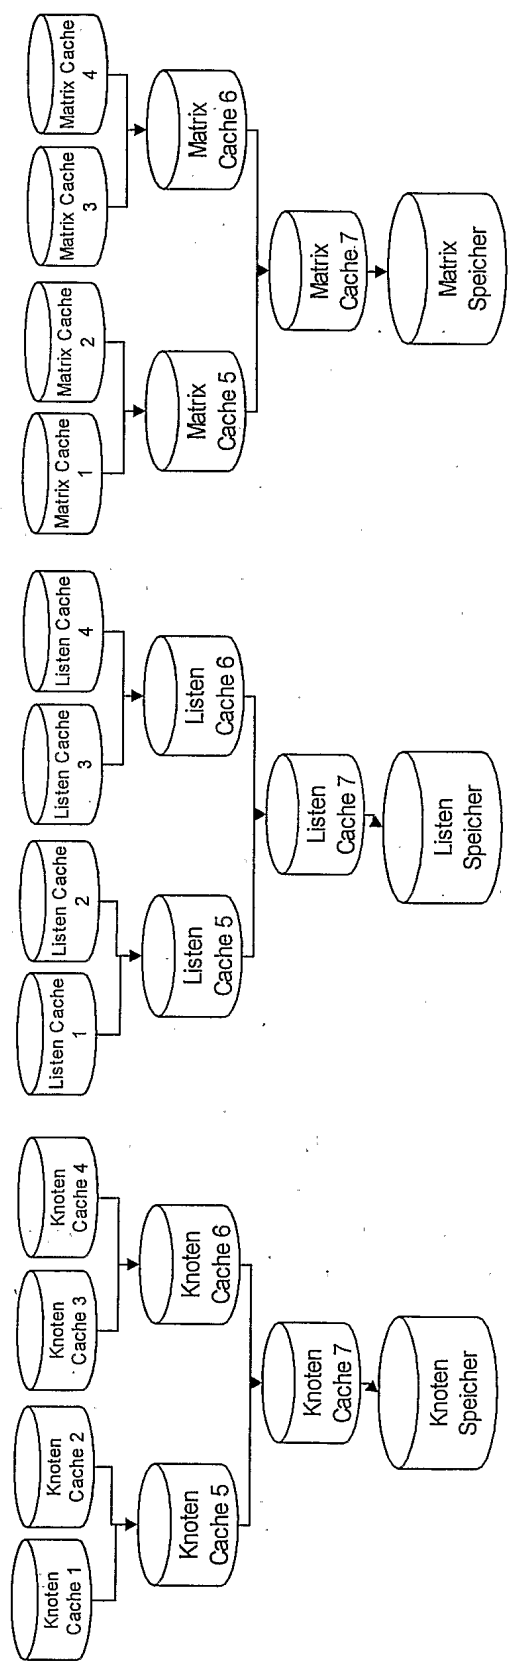 Knoten
Cache 1
Knoten
Cache 2
Knoten
Cache 3
Knoten
Cache 4
Listen Cache
1
Listen Cache
2
Listen Cache
3
Listen Cache
4
Matrix Cache
1
Matrix Cache
2
Matrix Cache
3
Matrix Cache
4
Knoten
Cache 5
Knoten
Cache 6
Listen
Cache 5
Listen
Cache 6
Matrix
Cache 5
Matrix
Cache 6
Knoten
Cache 7
Listen
Cache 7
Matrix
Cache 7
Knoten
Speicher
Listen
Speicher
Matrix
Speicher